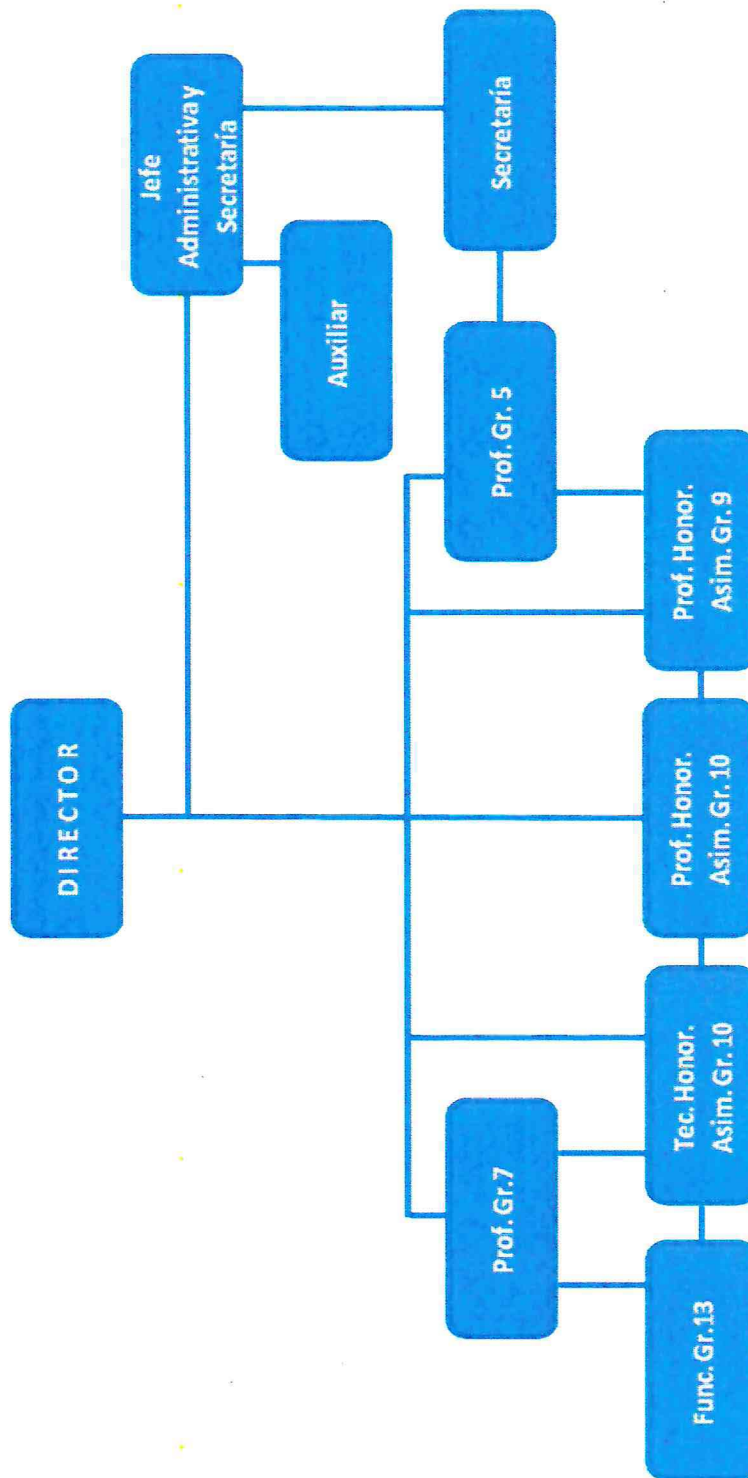 DIRECTOR
Jefe
Administrativa y
Secretaría
Auxiliar
Prof. Gr.7
Prof. Gr. 5
Secretaría
Func. Gr.13
Tec. Honor.
Asim. Gr. 10
Prof. Honor.
Asim. Gr. 10
Prof. Honor.
Asim. Gr. 9